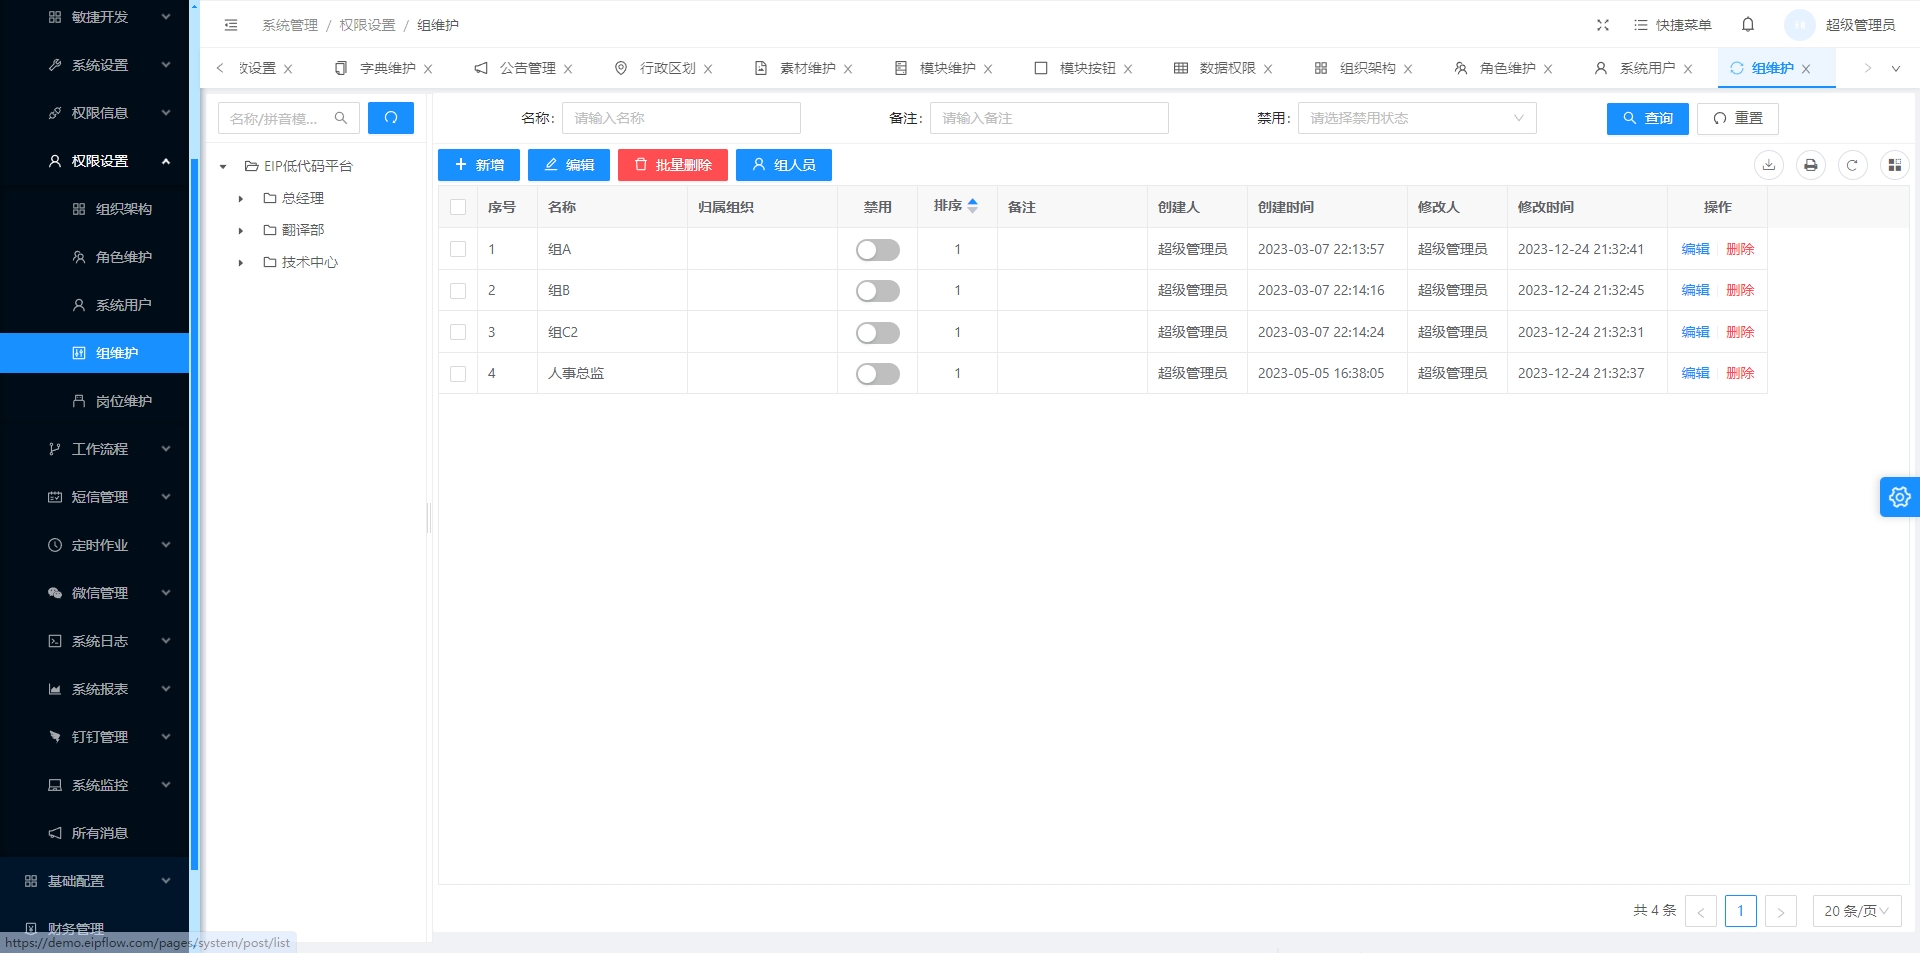 敏捷开发
系统设置
权限信息
权限设置
组织架构
角色维护
系统用户
组维护
岗位维护
工作流程
短信管理
定时作业
微信管理
系统日志
系统报表
钉钉管理
系统监控
所有消息
基础配置
财务管理
https://demo.eipflow.com/pages/system/post/list
系统管理 / 权限设置 / 组维护
快捷菜单 超级管理员
设置 字典维护 公告管理 行政区划 素材维护 模块维护 模块按钮 数据权限 组织架构 角色维护 系统用户 组维护
名称/拼音模...
EIP低代码平台
总经理
翻译部
技术中心
名称: 请输入名称 备注: 请输入备注 禁用: 请选择禁用状态 查询 重置
新增 编辑 批量删除 组人员
序号 名称 归属组织 禁用 排序 备注 创建人 创建时间 修改人 修改时间 操作
1 组A 1 超级管理员 2023-03-07 22:13:57 超级管理员 2023-12-24 21:32:41 编辑 删除
2 组B 1 超级管理员 2023-03-07 22:14:16 超级管理员 2023-12-24 21:32:45 编辑 删除
3 组C2 1 超级管理员 2023-03-07 22:14:24 超级管理员 2023-12-24 21:32:31 编辑 删除
4 人事总监 1 超级管理员 2023-05-05 16:38:05 超级管理员 2023-12-24 21:32:37 编辑 删除
共 4 条 1 20 条/页